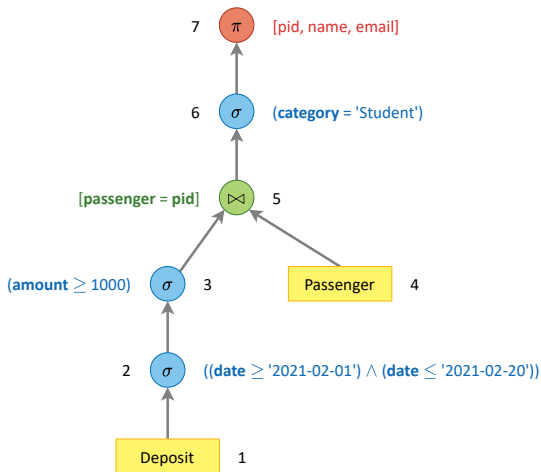 7 π [pid, name, email]
6 σ (category = 'Student')
[passenger = pid] ⋈ 5
(amount ≥ 1000) σ 3 Passenger 4
2 σ ((date ≥ '2021-02-01') ∧ (date ≤ '2021-02-20'))
Deposit 1